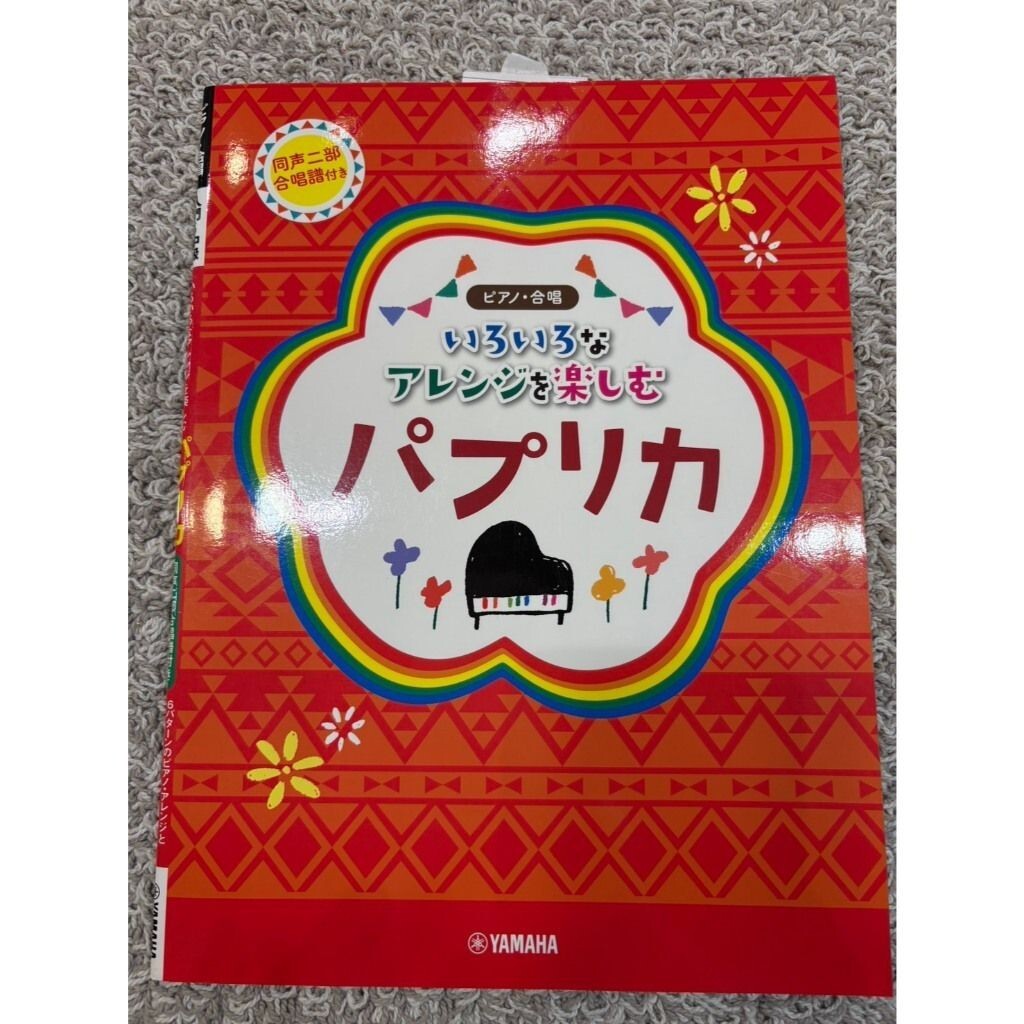 同声二部
合唱譜付き
ピアノ・合唱
いろいろな
アレンジを楽しむ
パプリカ
YAMAHA
6パターンのピアノ・アレンジと
YAMAHA